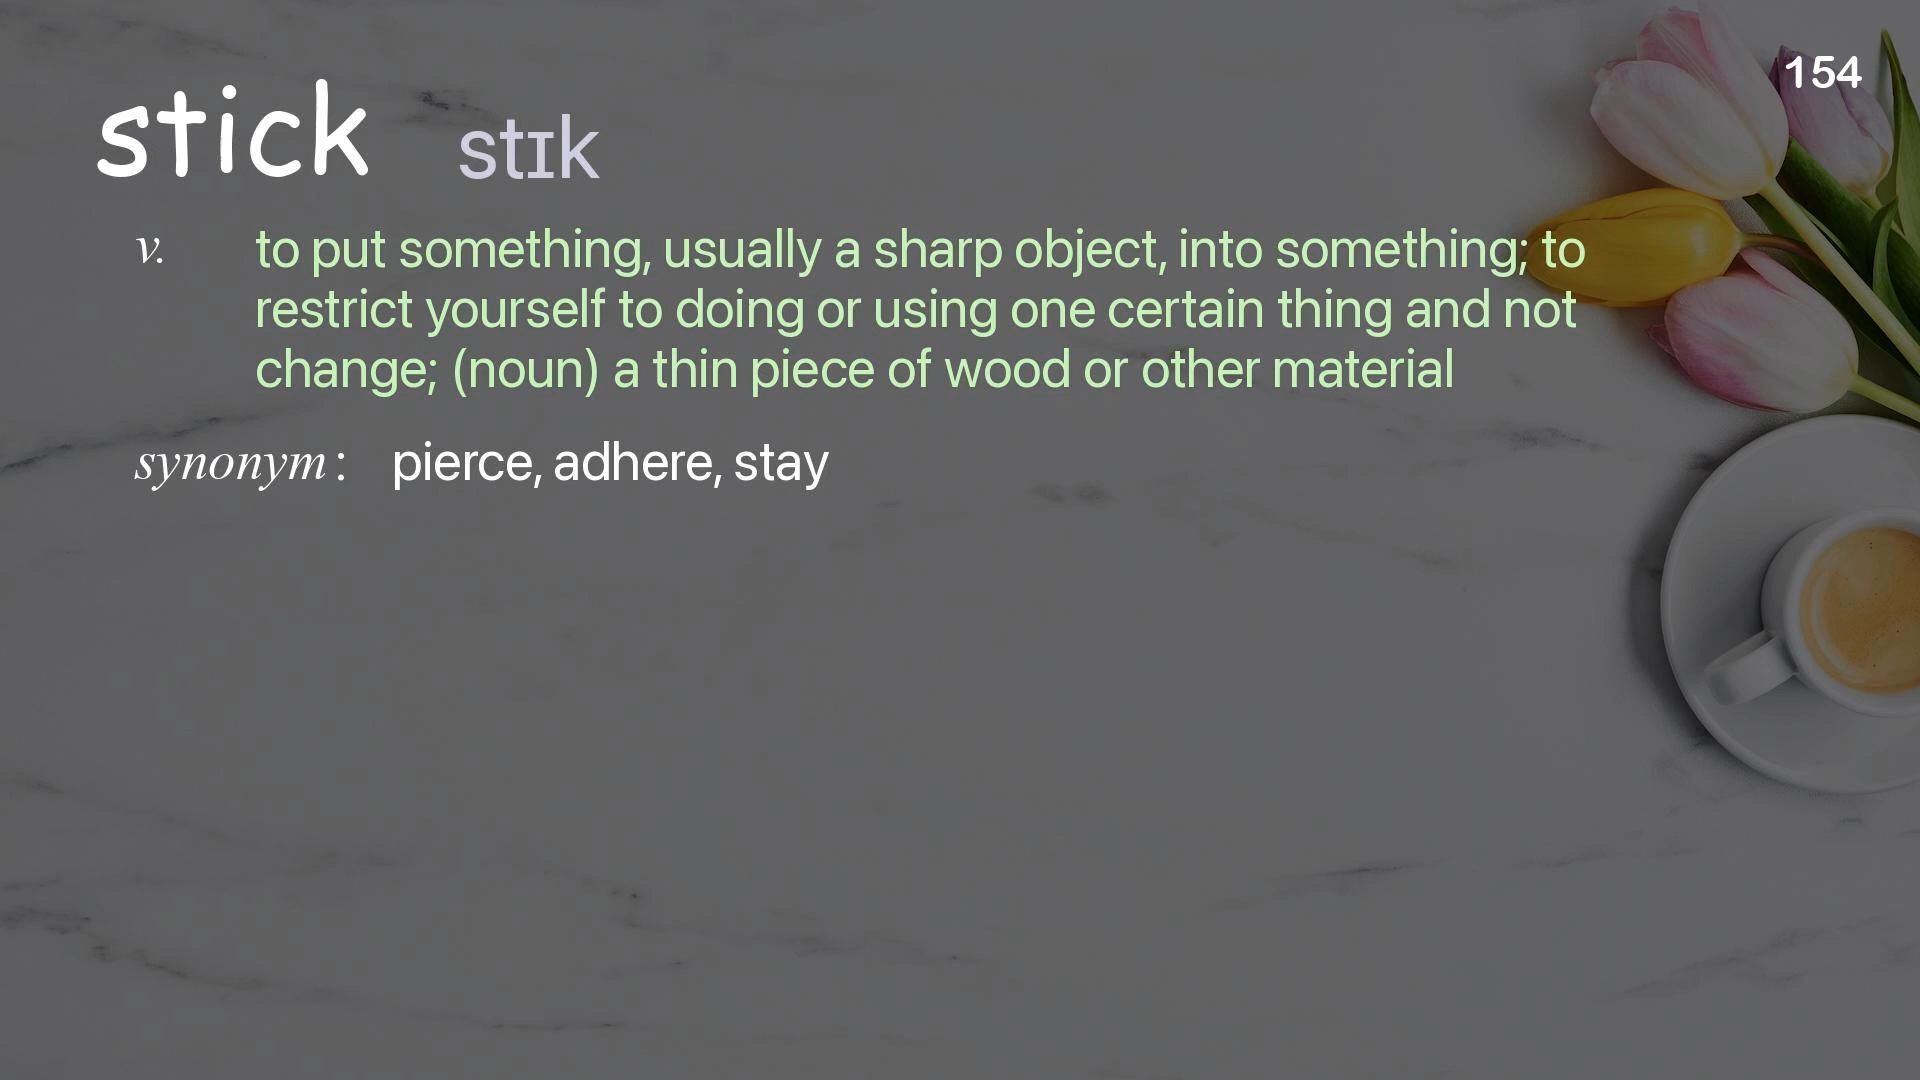 154
stick stɪk
v. to put something, usually a sharp object, into something; to
restrict yourself to doing or using one certain thing and not
change; (noun) a thin piece of wood or other material
synonym: pierce, adhere, stay